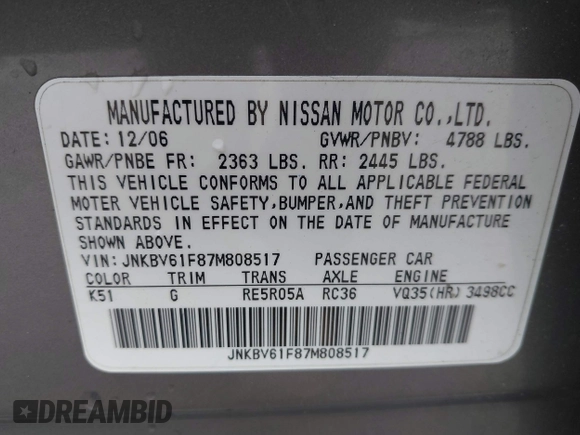 MANUFACTURED BY NISSAN MOTOR CO.,LTD.
DATE: 12/06 GVWR/PNBV: 4788 LBS.
GAWR/PNBE FR: 2363 LBS. RR: 2445 LBS.
THIS VEHICLE CONFORMS TO ALL APPLICABLE FEDERAL
MOTOR VEHICLE SAFETY,BUMPER,AND THEFT PREVENTION
STANDARDS IN EFFECT ON THE DATE OF MANUFACTURE
SHOWN ABOVE.
VIN: JNKBV61F87M808517 PASSENGER CAR
COLOR TRIM TRANS AXLE ENGINE
K51 G RE5R05A RC36 VQ35(HR) 3498CC
JNKBV61F87M808517
DREAMBID